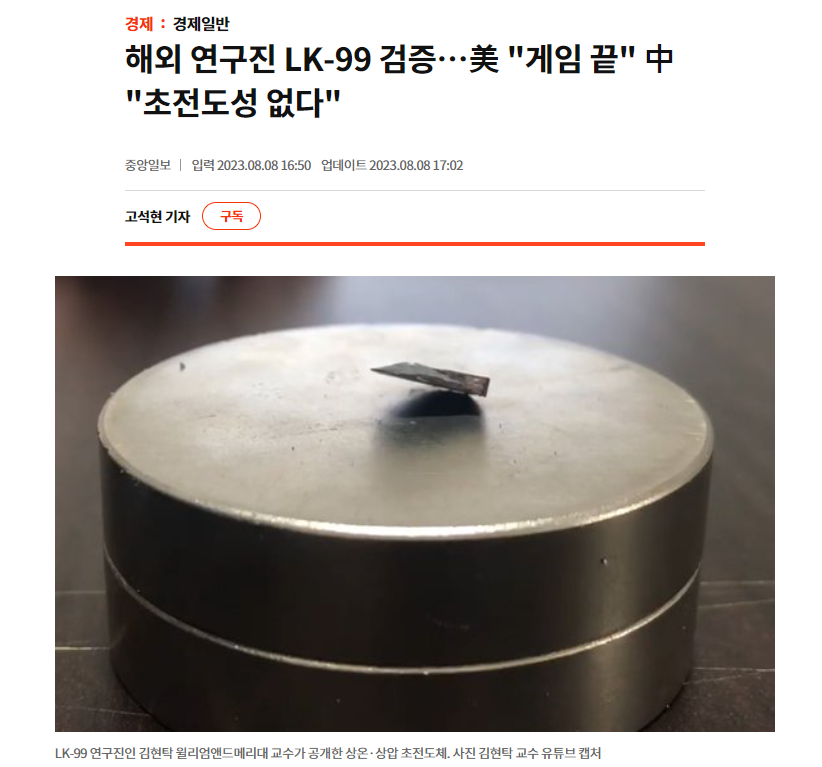 경제 : 경제일반
해외 연구진 LK-99 검증…美 "게임 끝" 中
"초전도성 없다"
중앙일보 | 입력 2023.08.08 16:50 업데이트 2023.08.08 17:02
고석현 기자 구독
LK-99 연구진인 김현탁 윌리엄앤드메리대 교수가 공개한 상온·상압 초전도체. 사진 김현탁 교수 유튜브 캡처